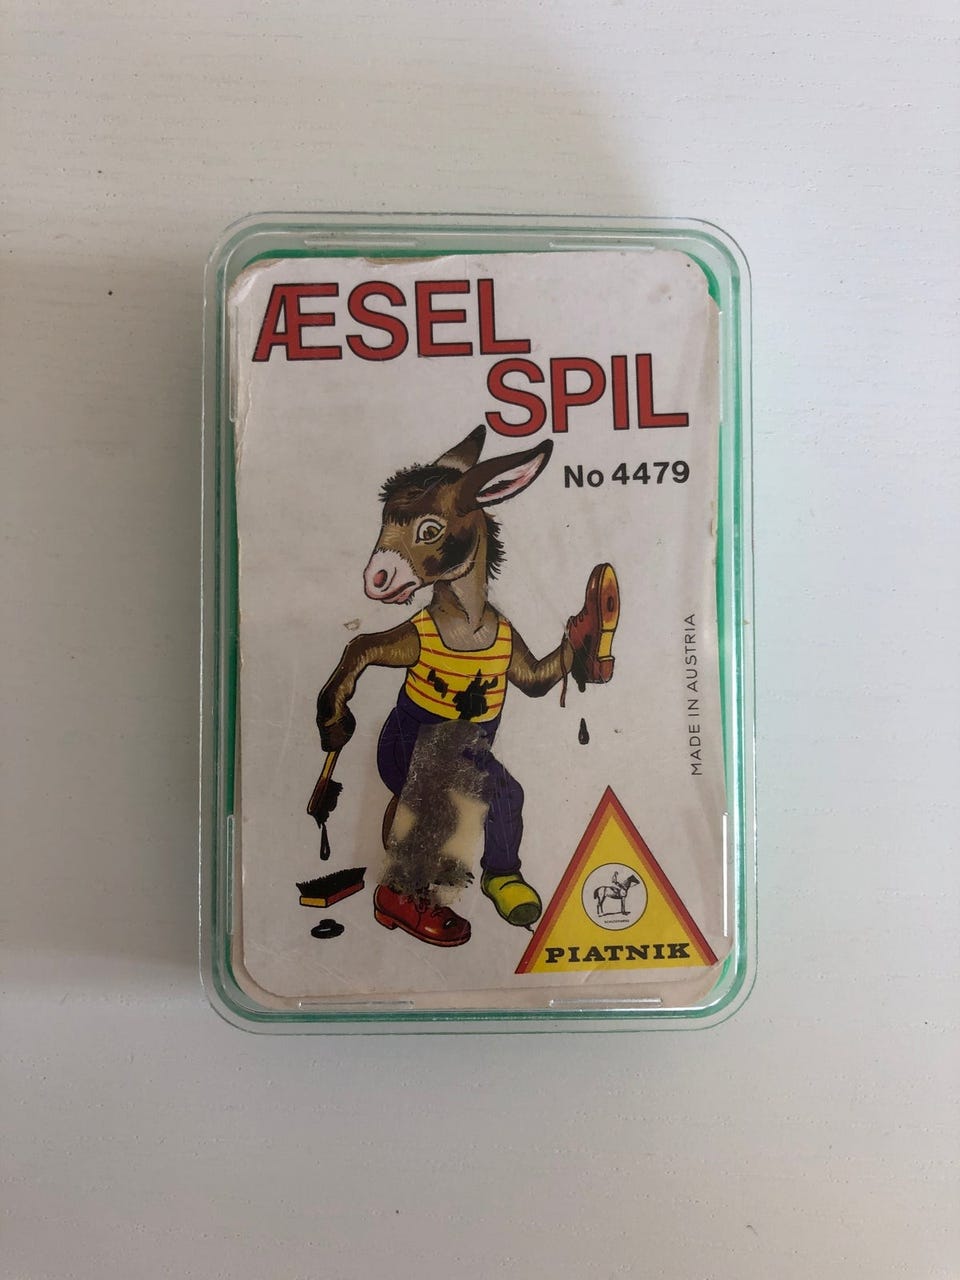 ÆSEL
SPIL
No 4479
MADE IN AUSTRIA
PIATNIK